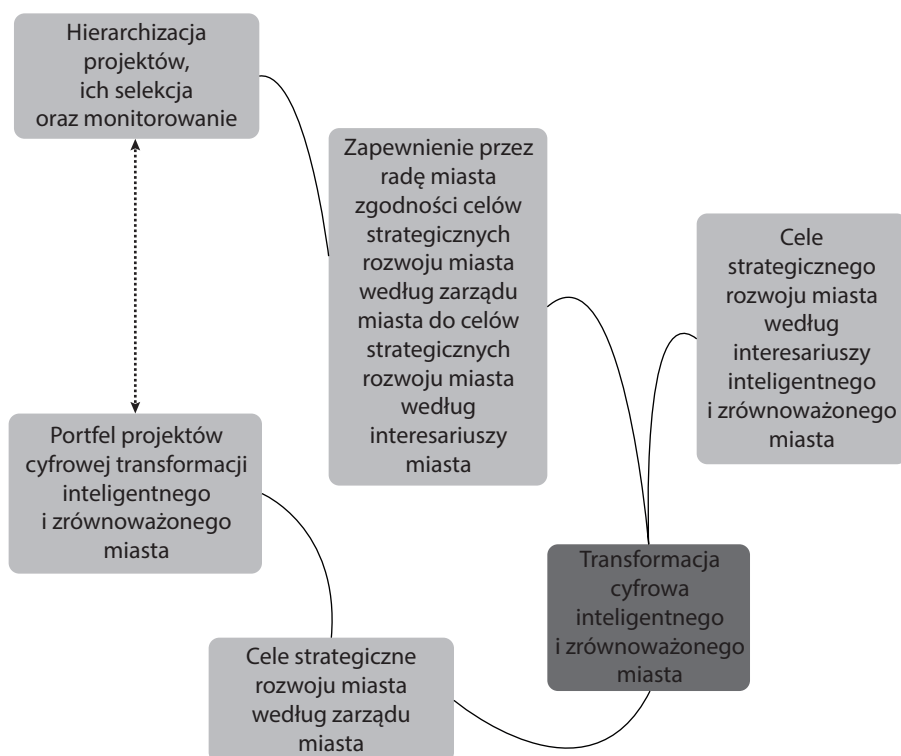 Hierarchizacja
projektów,
ich selekcja
oraz monitorowanie
Zapewnienie przez
radę miasta
zgodności celów
strategicznych
rozwoju miasta
według zarządu
miasta do celów
strategicznych
rozwoju miasta
według
interesariuszy
miasta
Cele
strategicznego
rozwoju miasta
według
interesariuszy
inteligentnego
i zrównoważonego
miasta
Portfel projektów
cyfrowej transformacji
inteligentnego
i zrównoważonego
miasta
Transformacja
cyfrowa
inteligentnego
i zrównoważonego
miasta
Cele strategiczne
rozwoju miasta
według zarządu
miasta